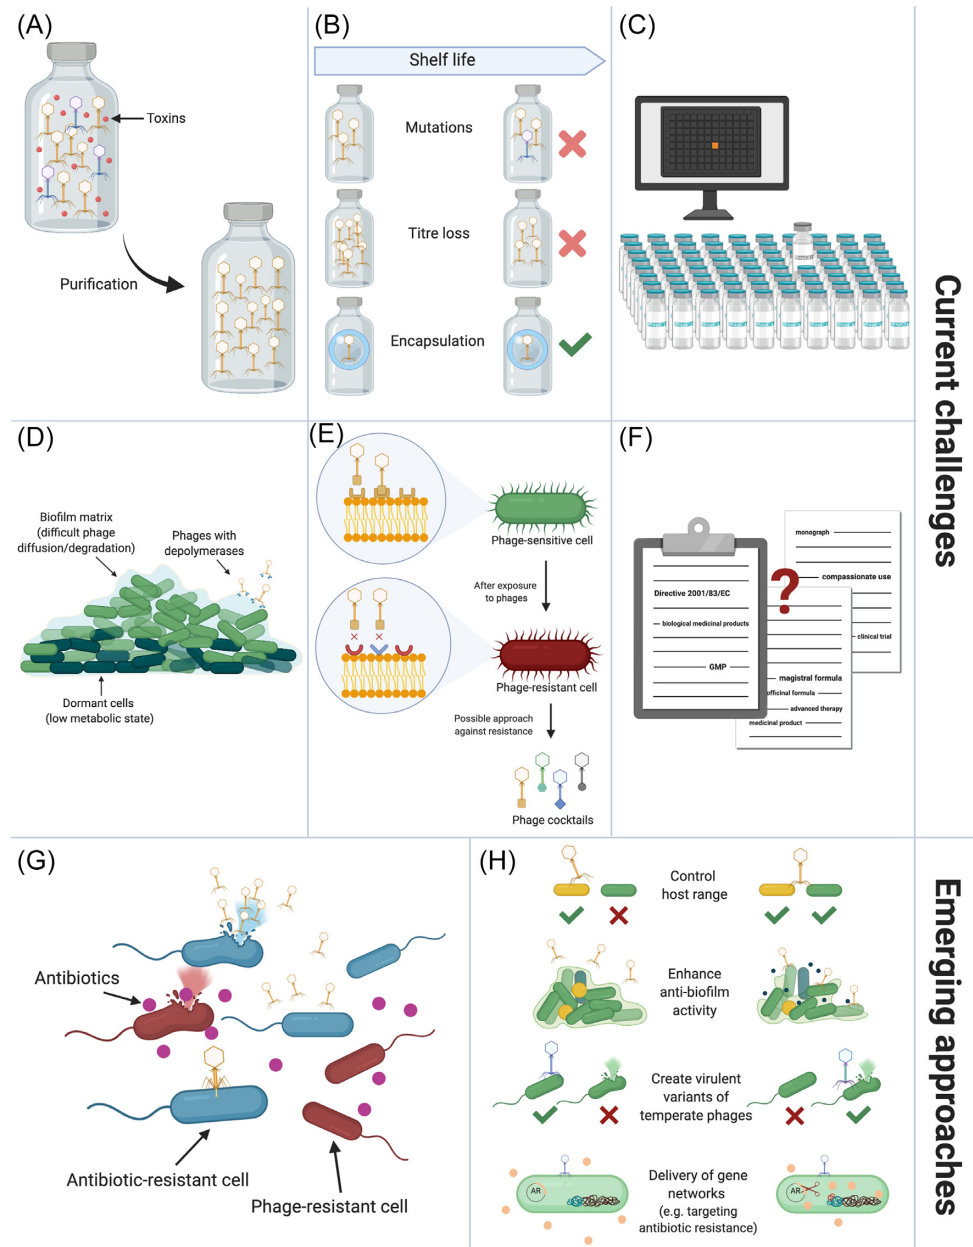 (A)
Toxins
Purification
(B)
Shelf life
Mutations
Titre loss
Encapsulation
(C)
Current challenges
(D)
Biofilm matrix
(difficult phage
diffusion/degradation)
Phages with
depolymerases
Dormant cells
(low metabolic state)
(E)
Phage-sensitive cell
After exposure
to phages
Phage-resistant cell
Possible approach
against resistance
Phage cocktails
(F)
monograph
compassionate use
Directive 2001/83/EC
biological medicinal products
clinical trial
GMP
magistral formula
officinal formula
advanced therapy
medicinal product
?
(G)
Antibiotics
Antibiotic-resistant cell
Phage-resistant cell
(H)
Control
host range
Enhance
anti-biofilm
activity
Create virulent
variants of
temperate phages
Delivery of gene
networks
(e.g. targeting
antibiotic resistance)
AR
AR
Emerging approaches